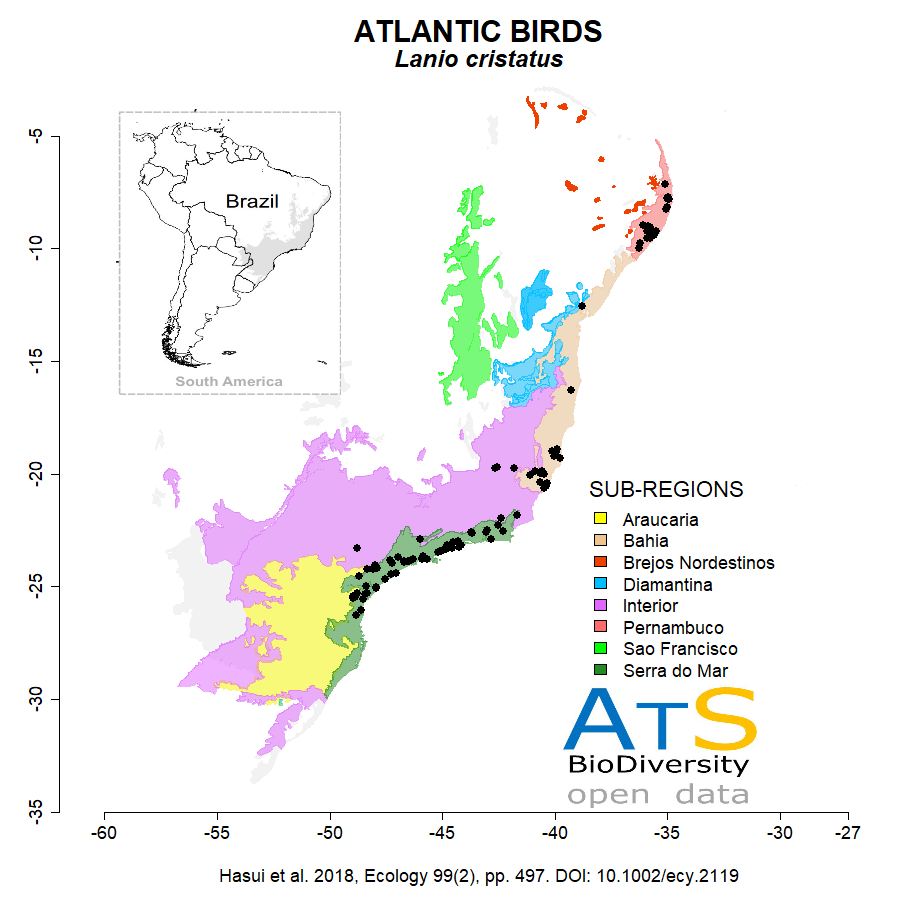 ATLANTIC BIRDS
Lanio cristatus
Brazil
South America
-5
-10
-15
-20
-25
-30
-35
SUB-REGIONS
Araucaria
Bahia
Brejos Nordestinos
Diamantina
Interior
Pernambuco
Sao Francisco
Serra do Mar
ATS
BioDiversity
open data
-60 -55 -50 -45 -40 -35 -30 -27
Hasui et al. 2018, Ecology 99(2), pp. 497. DOI: 10.1002/ecy.2119